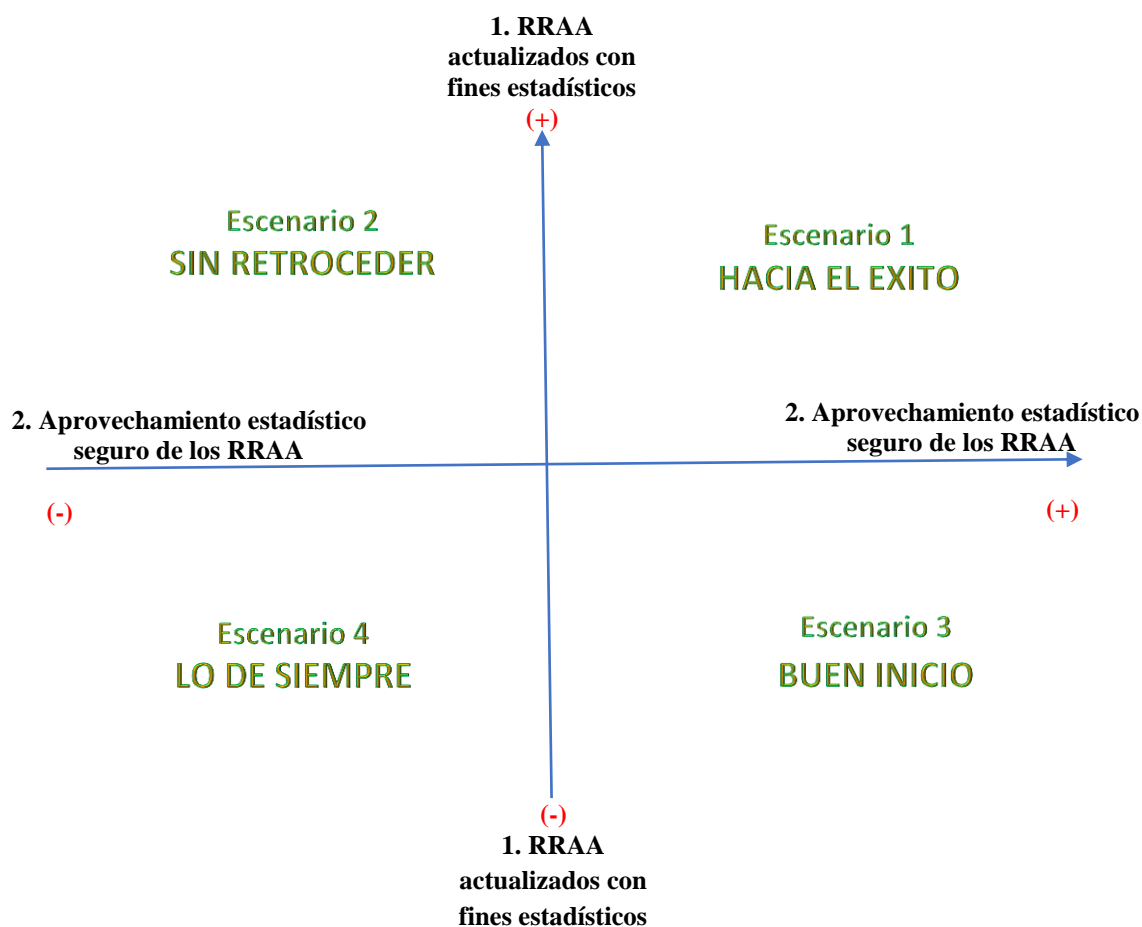 1. RRAA
actualizados con
fines estadísticos
(+)
Escenario 2
SIN RETROCEDER
Escenario 1
HACIA EL EXITO
2. Aprovechamiento estadístico
seguro de los RRAA
2. Aprovechamiento estadístico
seguro de los RRAA
(-)
(+)
Escenario 4
LO DE SIEMPRE
Escenario 3
BUEN INICIO
(-)
1. RRAA
actualizados con
fines estadísticos